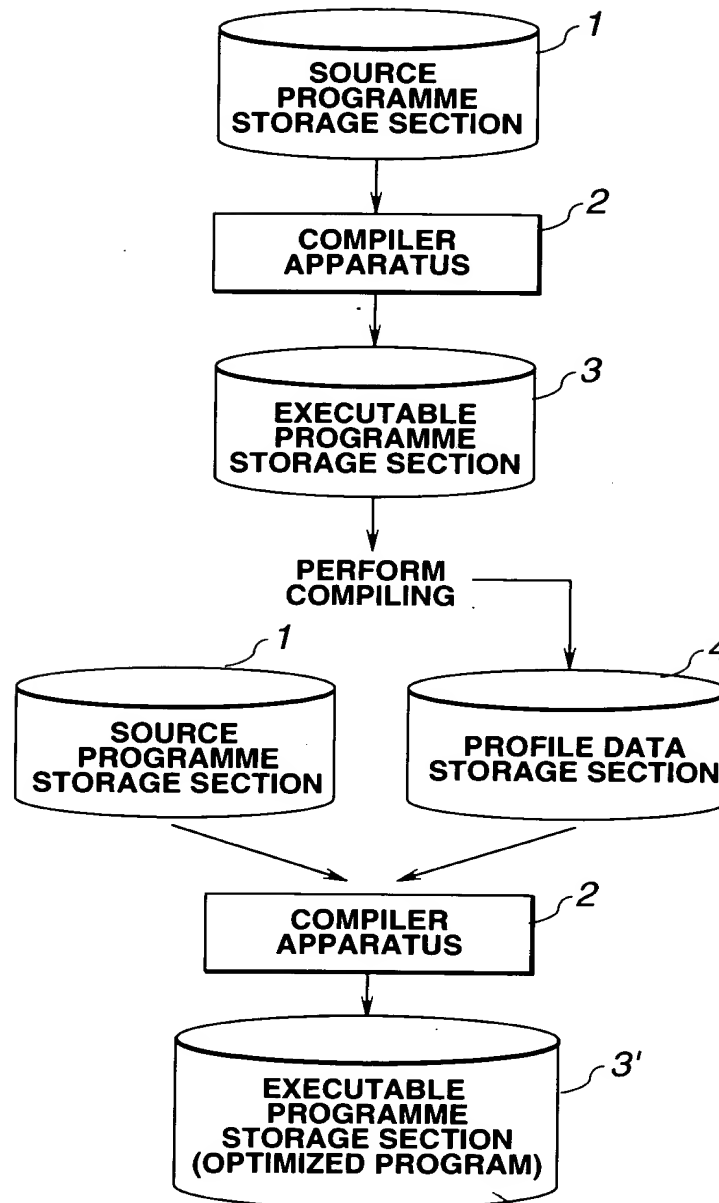 1
SOURCE
PROGRAMME
STORAGE SECTION
2
COMPILER
APPARATUS
3
EXECUTABLE
PROGRAMME
STORAGE SECTION
PERFORM
COMPILING
1
SOURCE
PROGRAMME
STORAGE SECTION
4
PROFILE DATA
STORAGE SECTION
2
COMPILER
APPARATUS
3'
EXECUTABLE
PROGRAMME
STORAGE SECTION
(OPTIMIZED PROGRAM)